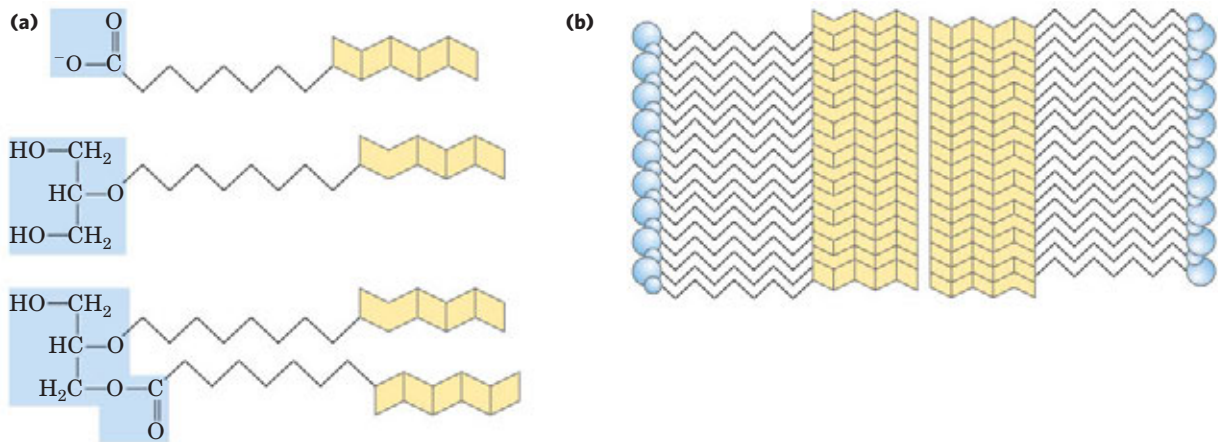 (a)
O
⁻O—C
HO—CH₂
HC—O
HO—CH₂
HO—CH₂
HC—O
H₂C—O—C
O
(b)